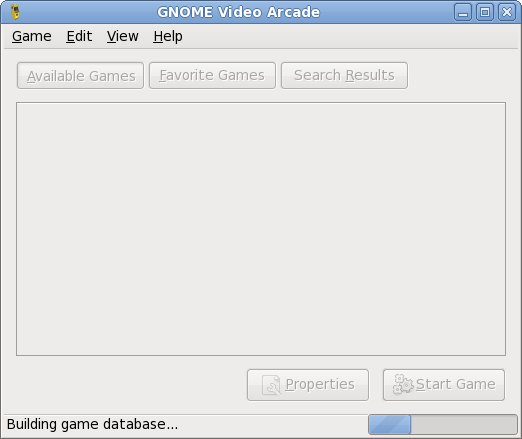 GNOME Video Arcade
Game Edit View Help
Available Games Favorite Games Search Results
Properties Start Game
Building game database...